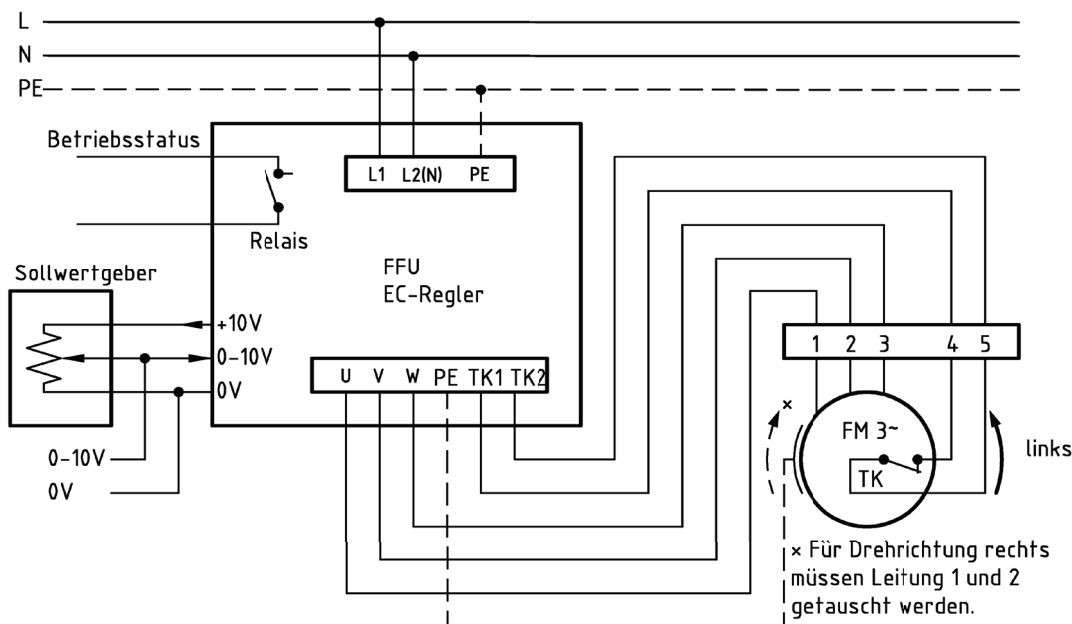 L
N
PE
Betriebsstatus
L1 L2(N) PE
Relais
Sollwertgeber
FFU
EC-Regler
+10V
0-10V
0V
U V W PE TK1 TK2
1 2 3 4 5
×
FM 3~
TK
links
0-10V
0V
× Für Drehrichtung rechts
müssen Leitung 1 und 2
getauscht werden.